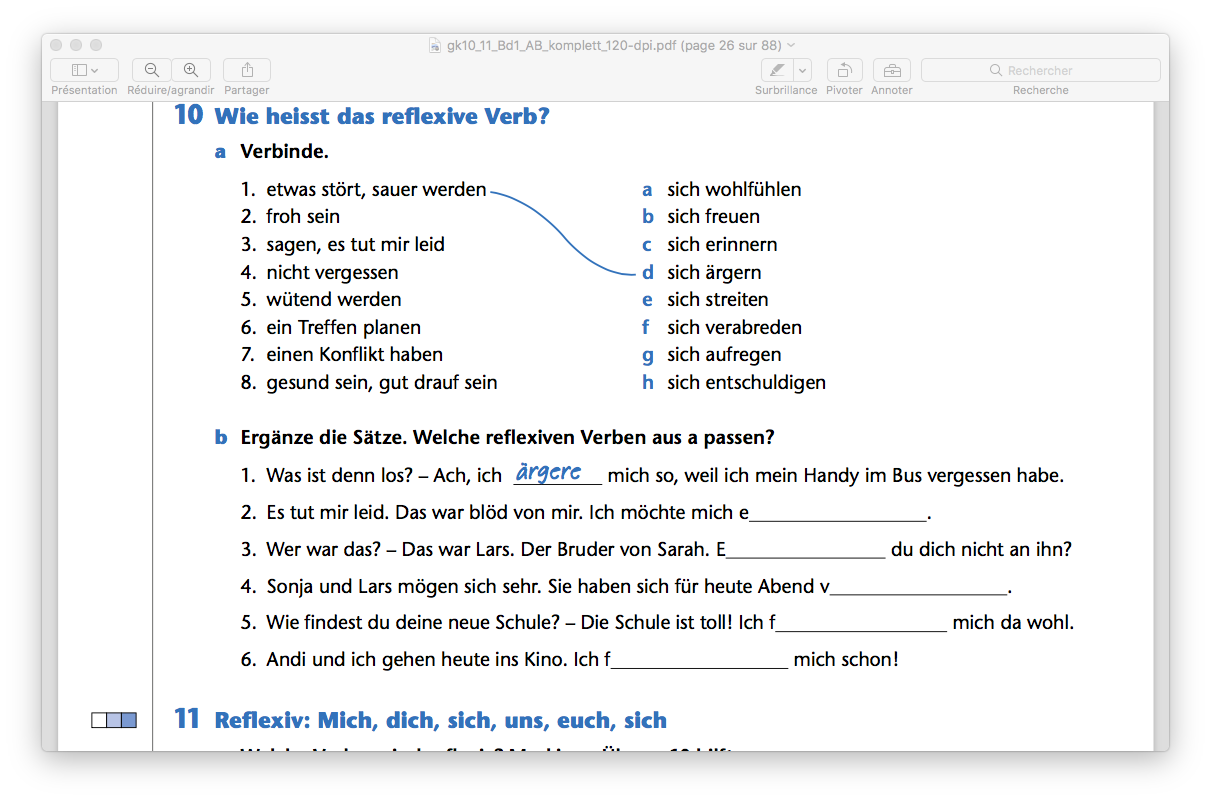 gk10_11_Bd1_AB_komplett_120-dpi.pdf (page 26 sur 88)
Présentation Réduire/agrandir Partager Surbrillance Pivoter Annoter Rechercher Recherche
10 Wie heisst das reflexive Verb?
a Verbinde.
1. etwas stört, sauer werden a sich wohlfühlen
2. froh sein b sich freuen
3. sagen, es tut mir leid c sich erinnern
4. nicht vergessen d sich ärgern
5. wütend werden e sich streiten
6. ein Treffen planen f sich verabreden
7. einen Konflikt haben g sich aufregen
8. gesund sein, gut drauf sein h sich entschuldigen
b Ergänze die Sätze. Welche reflexiven Verben aus a passen?
1. Was ist denn los? – Ach, ich ärgere mich so, weil ich mein Handy im Bus vergessen habe.
2. Es tut mir leid. Das war blöd von mir. Ich möchte mich e__________________.
3. Wer war das? – Das war Lars. Der Bruder von Sarah. E________________ du dich nicht an ihn?
4. Sonja und Lars mögen sich sehr. Sie haben sich für heute Abend v__________________.
5. Wie findest du deine neue Schule? – Die Schule ist toll! Ich f_________________ mich da wohl.
6. Andi und ich gehen heute ins Kino. Ich f__________________ mich schon!
11 Reflexiv: Mich, dich, sich, uns, euch, sich